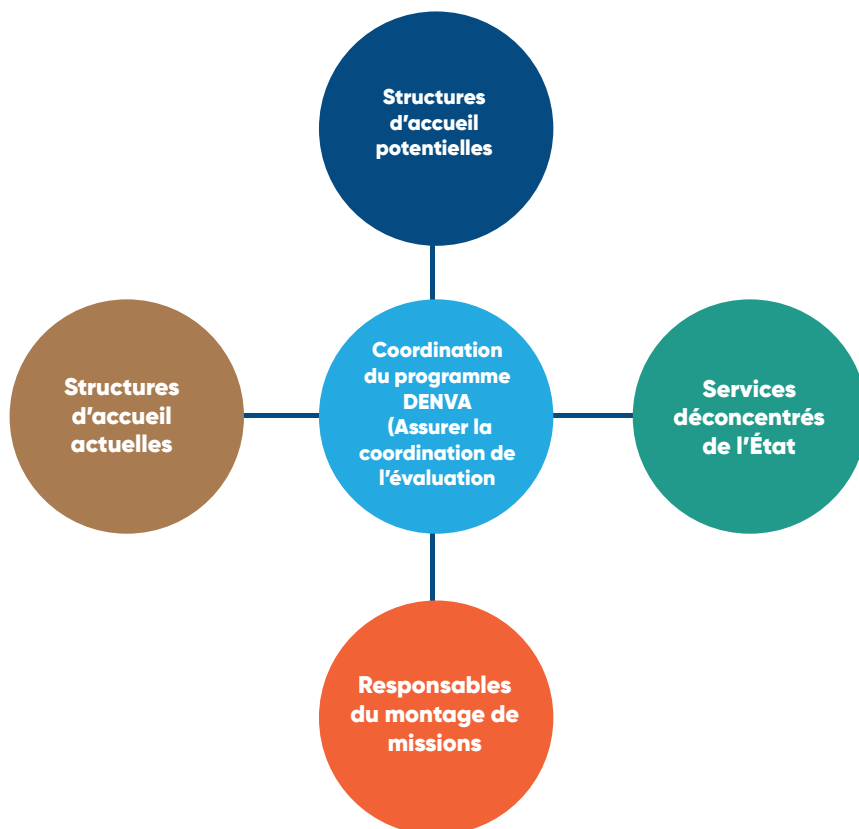 Structures
d'accueil
potentielles
Structures
d'accueil
actuelles
Coordination
du programme
DENVA
(Assurer la
coordination de
l'évaluation
Services
déconcentrés
de l'État
Responsables
du montage de
missions